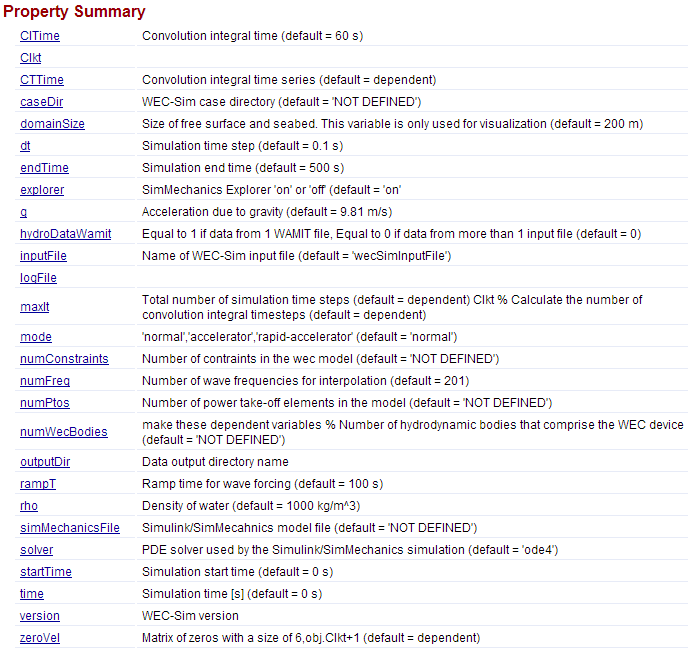 Property Summary
CITime Convolution integral time (default = 60 s)
CIkt
CTTime Convolution integral time series (default = dependent)
caseDir WEC-Sim case directory (default = 'NOT DEFINED')
domainSize Size of free surface and seabed. This variable is only used for visualization (default = 200 m)
dt Simulation time step (default = 0.1 s)
endTime Simulation end time (default = 500 s)
explorer SimMechanics Explorer 'on' or 'off' (default = 'on'
g Acceleration due to gravity (default = 9.81 m/s)
hydroDataWamit Equal to 1 if data from 1 WAMIT file, Equal to 0 if data from more than 1 input file (default = 0)
inputFile Name of WEC-Sim input file (default = 'wecSimInputFile')
logFile
maxIt Total number of simulation time steps (default = dependent) CIkt % Calculate the number of
convolution integral timesteps (default = dependent)
mode 'normal','accelerator','rapid-accelerator' (default = 'normal')
numConstraints Number of contraints in the wec model (default = 'NOT DEFINED')
numFreq Number of wave frequencies for interpolation (default = 201)
numPtos Number of power take-off elements in the model (default = 'NOT DEFINED')
numWecBodies make these dependent variables % Number of hydrodynamic bodies that comprise the WEC device
(default = 'NOT DEFINED')
outputDir Data output directory name
rampT Ramp time for wave forcing (default = 100 s)
rho Density of water (default = 1000 kg/m^3)
simMechanicsFile Simulink/SimMecahnics model file (default = 'NOT DEFINED')
solver PDE solver used by the Simulink/SimMechanics simulation (default = 'ode4')
startTime Simulation start time (default = 0 s)
time Simulation time [s] (default = 0 s)
version WEC-Sim version
zeroVel Matrix of zeros with a size of 6,obj.CIkt+1 (default = dependent)